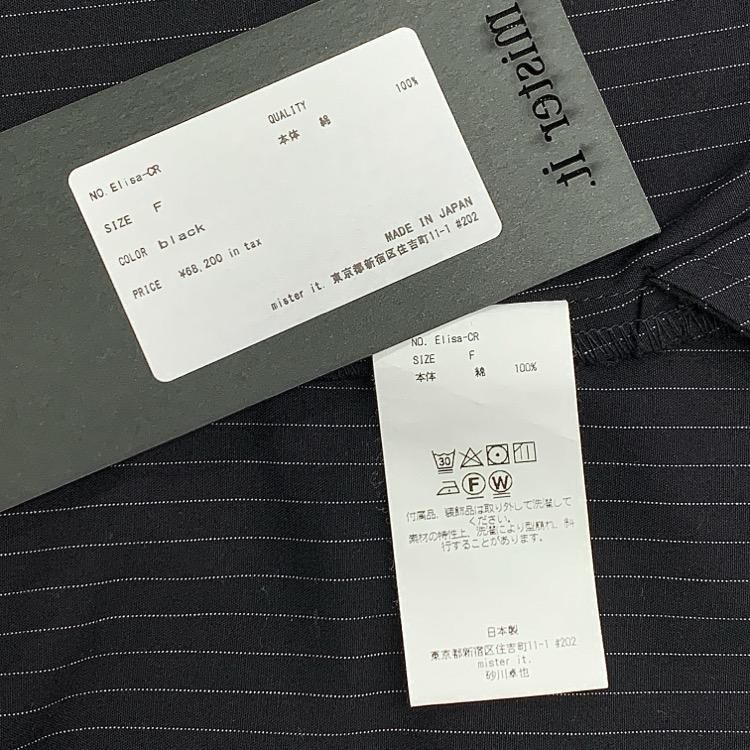 mister it.
QUALITY
本体 綿 100%
NO. Elisa-CR
SIZE F
COLOR black
PRICE ¥68,200 in tax
MADE IN JAPAN
mister it. 東京都新宿区住吉町11-1 #202
NO. Elisa-CR
SIZE F
本体 綿 100%
30
F W
付属品、装飾品は取り外して洗濯して
ください。
素材の特性上、洗濯により型崩れ、斜
行することがあります。
日本製
東京都新宿区住吉町11-1 #202
mister it.
砂川卓也